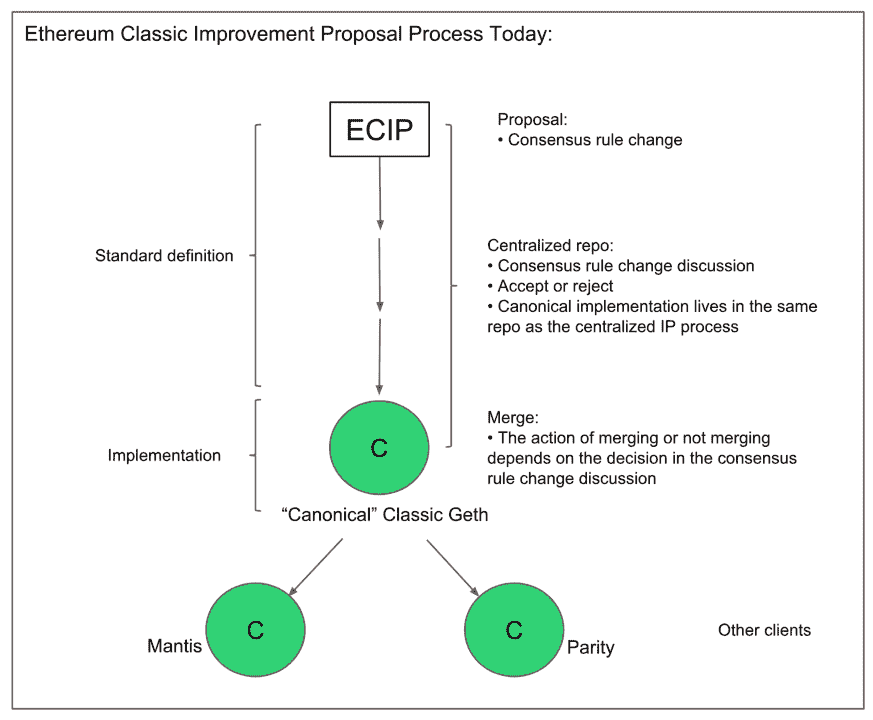 Ethereum Classic Improvement Proposal Process Today:
ECIP
Proposal:
• Consensus rule change
Standard definition
Centralized repo:
• Consensus rule change discussion
• Accept or reject
• Canonical implementation lives in the same
repo as the centralized IP process
Implementation
C
Merge:
• The action of merging or not merging
depends on the decision in the consensus
rule change discussion
“Canonical” Classic Geth
Mantis
C
C
Parity
Other clients